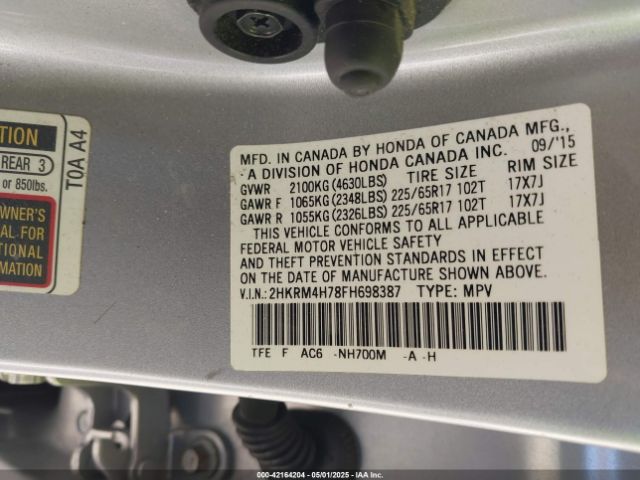 TION
REAR 3
or 850lbs.
WNER'S
AL FOR
TIONAL
RMATION
T0A A4
MFD. IN CANADA BY HONDA OF CANADA MFG.,
A DIVISION OF HONDA CANADA INC. 09/'15
GVWR 2100KG(4630LBS) TIRE SIZE RIM SIZE
GAWR F 1065KG(2348LBS) 225/65R17 102T 17X7J
GAWR R 1055KG(2326LBS) 225/65R17 102T 17X7J
THIS VEHICLE CONFORMS TO ALL APPLICABLE
FEDERAL MOTOR VEHICLE SAFETY
AND THEFT PREVENTION STANDARDS IN EFFECT
ON THE DATE OF MANUFACTURE SHOWN ABOVE.
V.I.N.: 2HKRM4H78FH698387 TYPE: MPV
TFE F AC6 -NH700M -A -H
000-42164204 - 05/01/2025 - IAA Inc.